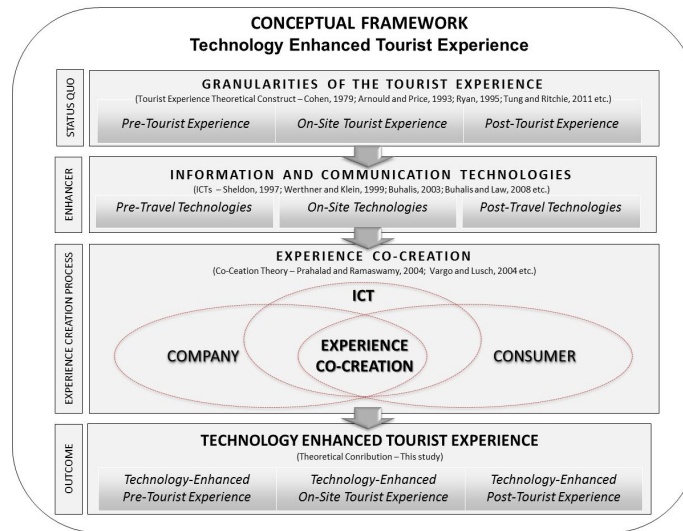 CONCEPTUAL FRAMEWORK
Technology Enhanced Tourist Experience
STATUS QUO
GRANULARITIES OF THE TOURIST EXPERIENCE
(Tourist Experience Theoretical Construct – Cohen, 1979; Arnould and Price, 1993; Ryan, 1995; Tung and Ritchie, 2011 etc.)
Pre-Tourist Experience
On-Site Tourist Experience
Post-Tourist Experience
ENHANCER
INFORMATION AND COMMUNICATION TECHNOLOGIES
(ICTs – Sheldon, 1997; Werthner and Klein, 1999; Buhalis, 2003; Buhalis and Law, 2008 etc.)
Pre-Travel Technologies
On-Site Technologies
Post-Travel Technologies
EXPERIENCE CREATION PROCESS
EXPERIENCE CO-CREATION
(Co-Ceation Theory – Prahalad and Ramaswamy, 2004; Vargo and Lusch, 2004 etc.)
ICT
COMPANY
EXPERIENCE
CO-CREATION
CONSUMER
OUTCOME
TECHNOLOGY ENHANCED TOURIST EXPERIENCE
(Theoretical Conribution – This study)
Technology-Enhanced
Pre-Tourist Experience
Technology-Enhanced
On-Site Tourist Experience
Technology-Enhanced
Post-Tourist Experience